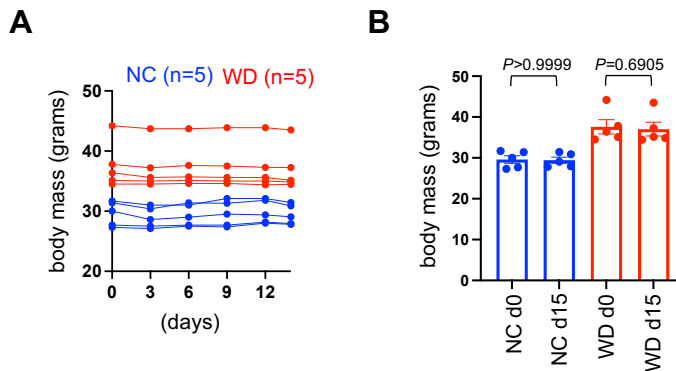 A
NC (n=5) WD (n=5)
body mass (grams)
50
40
30
20
0 3 6 9 12
(days)
B
P>0.9999 P=0.6905
body mass (grams)
50
40
30
20
10
0
NC d0
NC d15
WD d0
WD d15